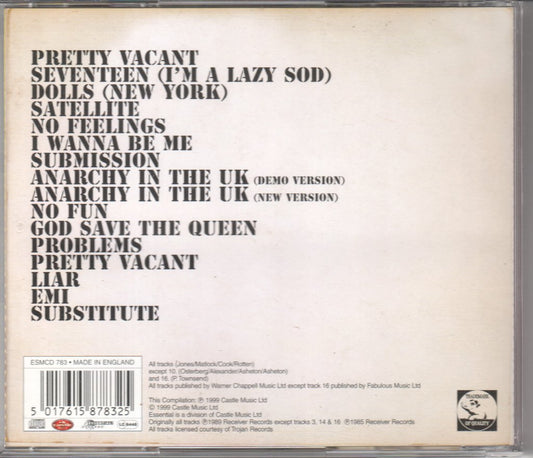 PRETTY VACANT
SEVENTEEN (I'M A LAZY SOD)
DOLLS (NEW YORK)
SATELLITE
NO FEELINGS
I WANNA BE ME
SUBMISSION
ANARCHY IN THE UK (DEMO VERSION)
ANARCHY IN THE UK (NEW VERSION)
NO FUN
GOD SAVE THE QUEEN
PROBLEMS
PRETTY VACANT
LIAR
EMI
SUBSTITUTE
ESMCD 783 • MADE IN ENGLAND
5 017615 878325
All tracks (Jones/Matlock/Cook/Rotten)
except 10. (Osterberg/Alexander/Asheton/Asheton)
and 16. (P. Townsend)
All tracks published by Warner Chappell Music Ltd except track 16 published by Fabulous Music Ltd
This Compilation: ℗ 1999 Castle Music Ltd
© 1999 Castle Music Ltd
Essential is a division of Castle Music Ltd
Originally all tracks ℗1989 Receiver Records except tracks 3, 14 & 16 ℗1985 Receiver Records
All tracks licensed courtesy of Trojan Records
TRADEMARK
OF QUALITY